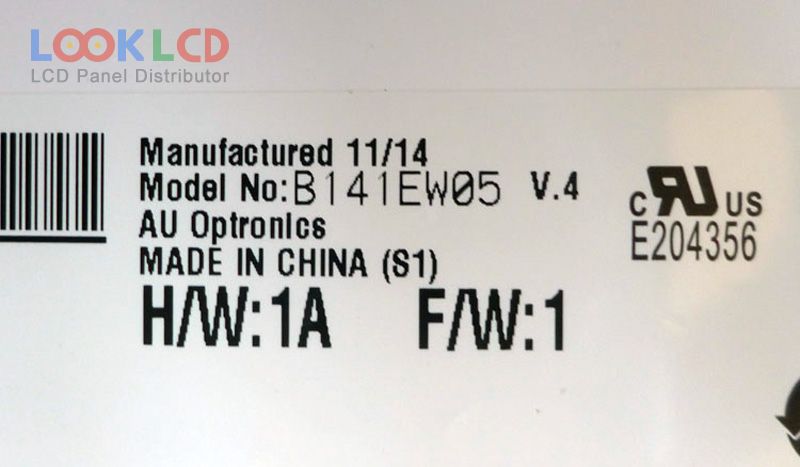 LOOKLCD
LCD Panel Distributor
Manufactured 11/14
Model No:B141EW05 V.4
AU Optronics
MADE IN CHINA (S1)
H/W:1A F/W:1
C RU US
E204356